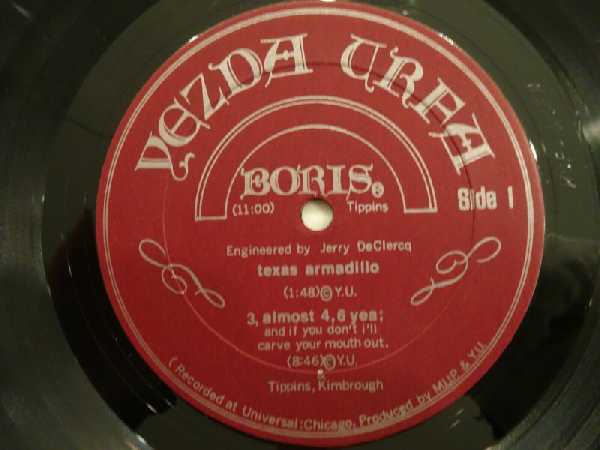 YEZDA URFA
BORIS ©
(11:00) Tippins
Side 1
Engineered by Jerry DeClercq
texas armadillo
(1:48)©Y.U.
3, almost 4, 6 yea;
and if you don't i'll
carve your mouth out.
(8:46)©Y.U.
Tippins, Kimbrough
(Recorded at Universal:Chicago, Produced by M.U.P. & Y.U.